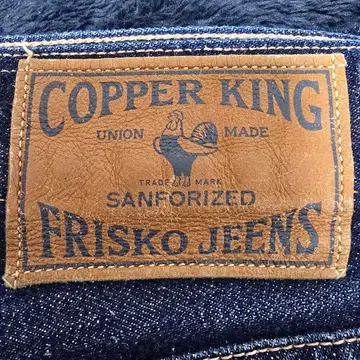 COPPER KING
UNION MADE
TRADE MARK
SANFORIZED
FRISKO JEENS